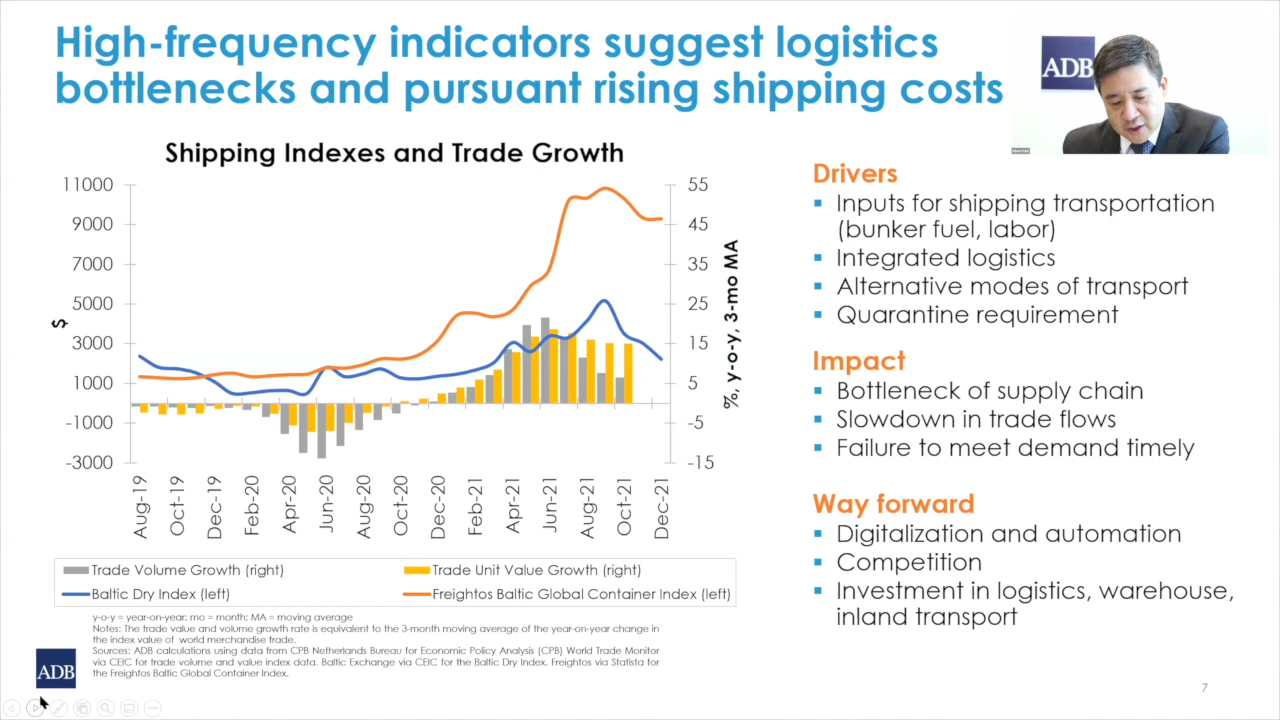 High-frequency indicators suggest logistics
bottlenecks and pursuant rising shipping costs
ADB
Shipping Indexes and Trade Growth
11000
9000
7000
5000
3000
1000
-1000
-3000
$
55
45
35
25
15
5
-5
-15
%, y-o-y, 3-mo MA
Aug-19
Oct-19
Dec-19
Feb-20
Apr-20
Jun-20
Aug-20
Oct-20
Dec-20
Feb-21
Apr-21
Jun-21
Aug-21
Oct-21
Dec-21
Trade Volume Growth (right)
Trade Unit Value Growth (right)
Baltic Dry Index (left)
Freightos Baltic Global Container Index (left)
y-o-y = year-on-year; mo = month; MA = moving average
Notes: The trade value and volume growth rate is equivalent to the 3-month moving average of the year-on-year change in
the index value of world merchandise trade.
Sources: ADB calculations using data from CPB Netherlands Bureau for Economic Policy Analysis (CPB) World Trade Monitor
via CEIC for trade volume and value index data. Baltic Exchange via CEIC for the Baltic Dry Index. Freightos via Statista for
the Freightos Baltic Global Container Index.
Drivers
▪ Inputs for shipping transportation
(bunker fuel, labor)
▪ Integrated logistics
▪ Alternative modes of transport
▪ Quarantine requirement
Impact
▪ Bottleneck of supply chain
▪ Slowdown in trade flows
▪ Failure to meet demand timely
Way forward
▪ Digitalization and automation
▪ Competition
▪ Investment in logistics, warehouse,
inland transport
ADB
7